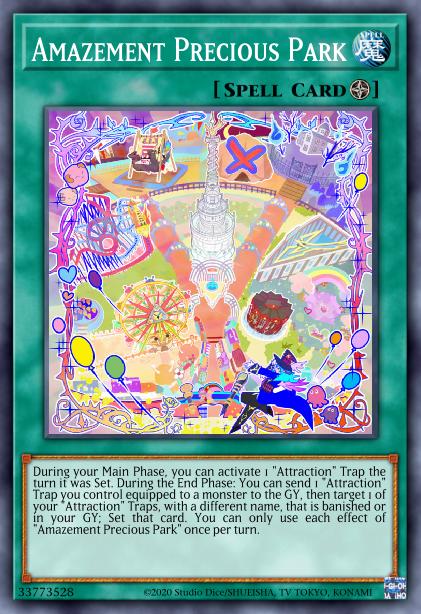 AMAZEMENT PRECIOUS PARK
SPELL
魔
[SPELL CARD]
During your Main Phase, you can activate 1 "Attraction" Trap the
turn it was Set. During the End Phase: You can send 1 "Attraction"
Trap you control equipped to a monster to the GY, then target 1 of
your "Attraction" Traps, with a different name, that is banished or
in your GY; Set that card. You can only use each effect of
"Amazement Precious Park" once per turn.
33773528
©2020 Studio Dice/SHUEISHA, TV TOKYO, KONAMI